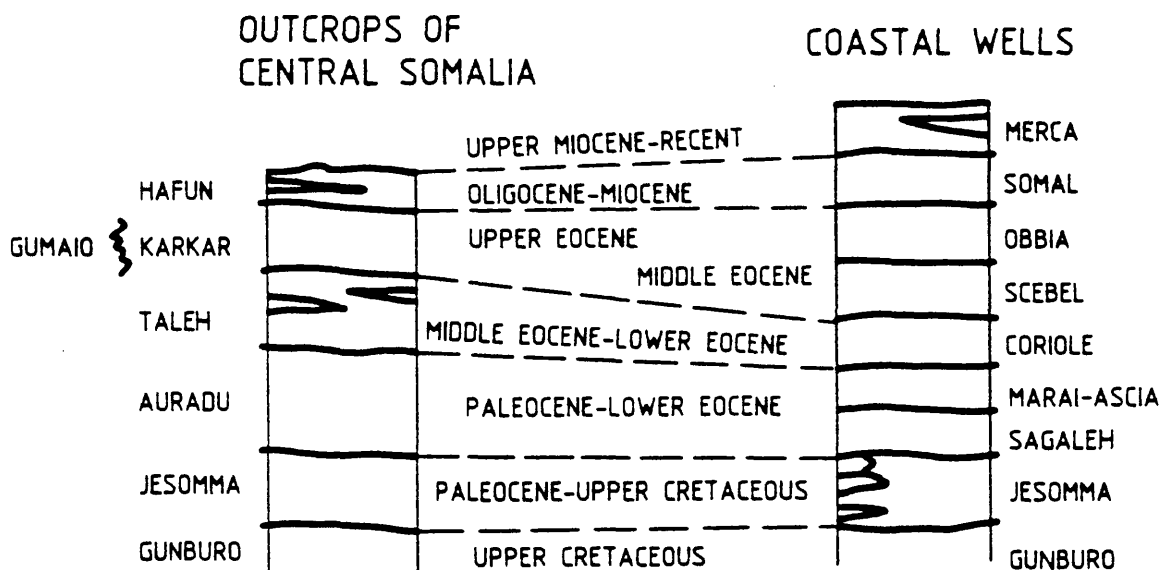 OUTCROPS OF
CENTRAL SOMALIA
COASTAL WELLS
UPPER MIOCENE-RECENT
MERCA
HAFUN
OLIGOCENE-MIOCENE
SOMAL
GUMAIO
KARKAR
UPPER EOCENE
OBBIA
MIDDLE EOCENE
SCEBEL
TALEH
MIDDLE EOCENE-LOWER EOCENE
CORIOLE
AURADU
PALEOCENE-LOWER EOCENE
MARAI-ASCIA
SAGALEH
JESOMMA
PALEOCENE-UPPER CRETACEOUS
JESOMMA
GUNBURO
UPPER CRETACEOUS
GUNBURO